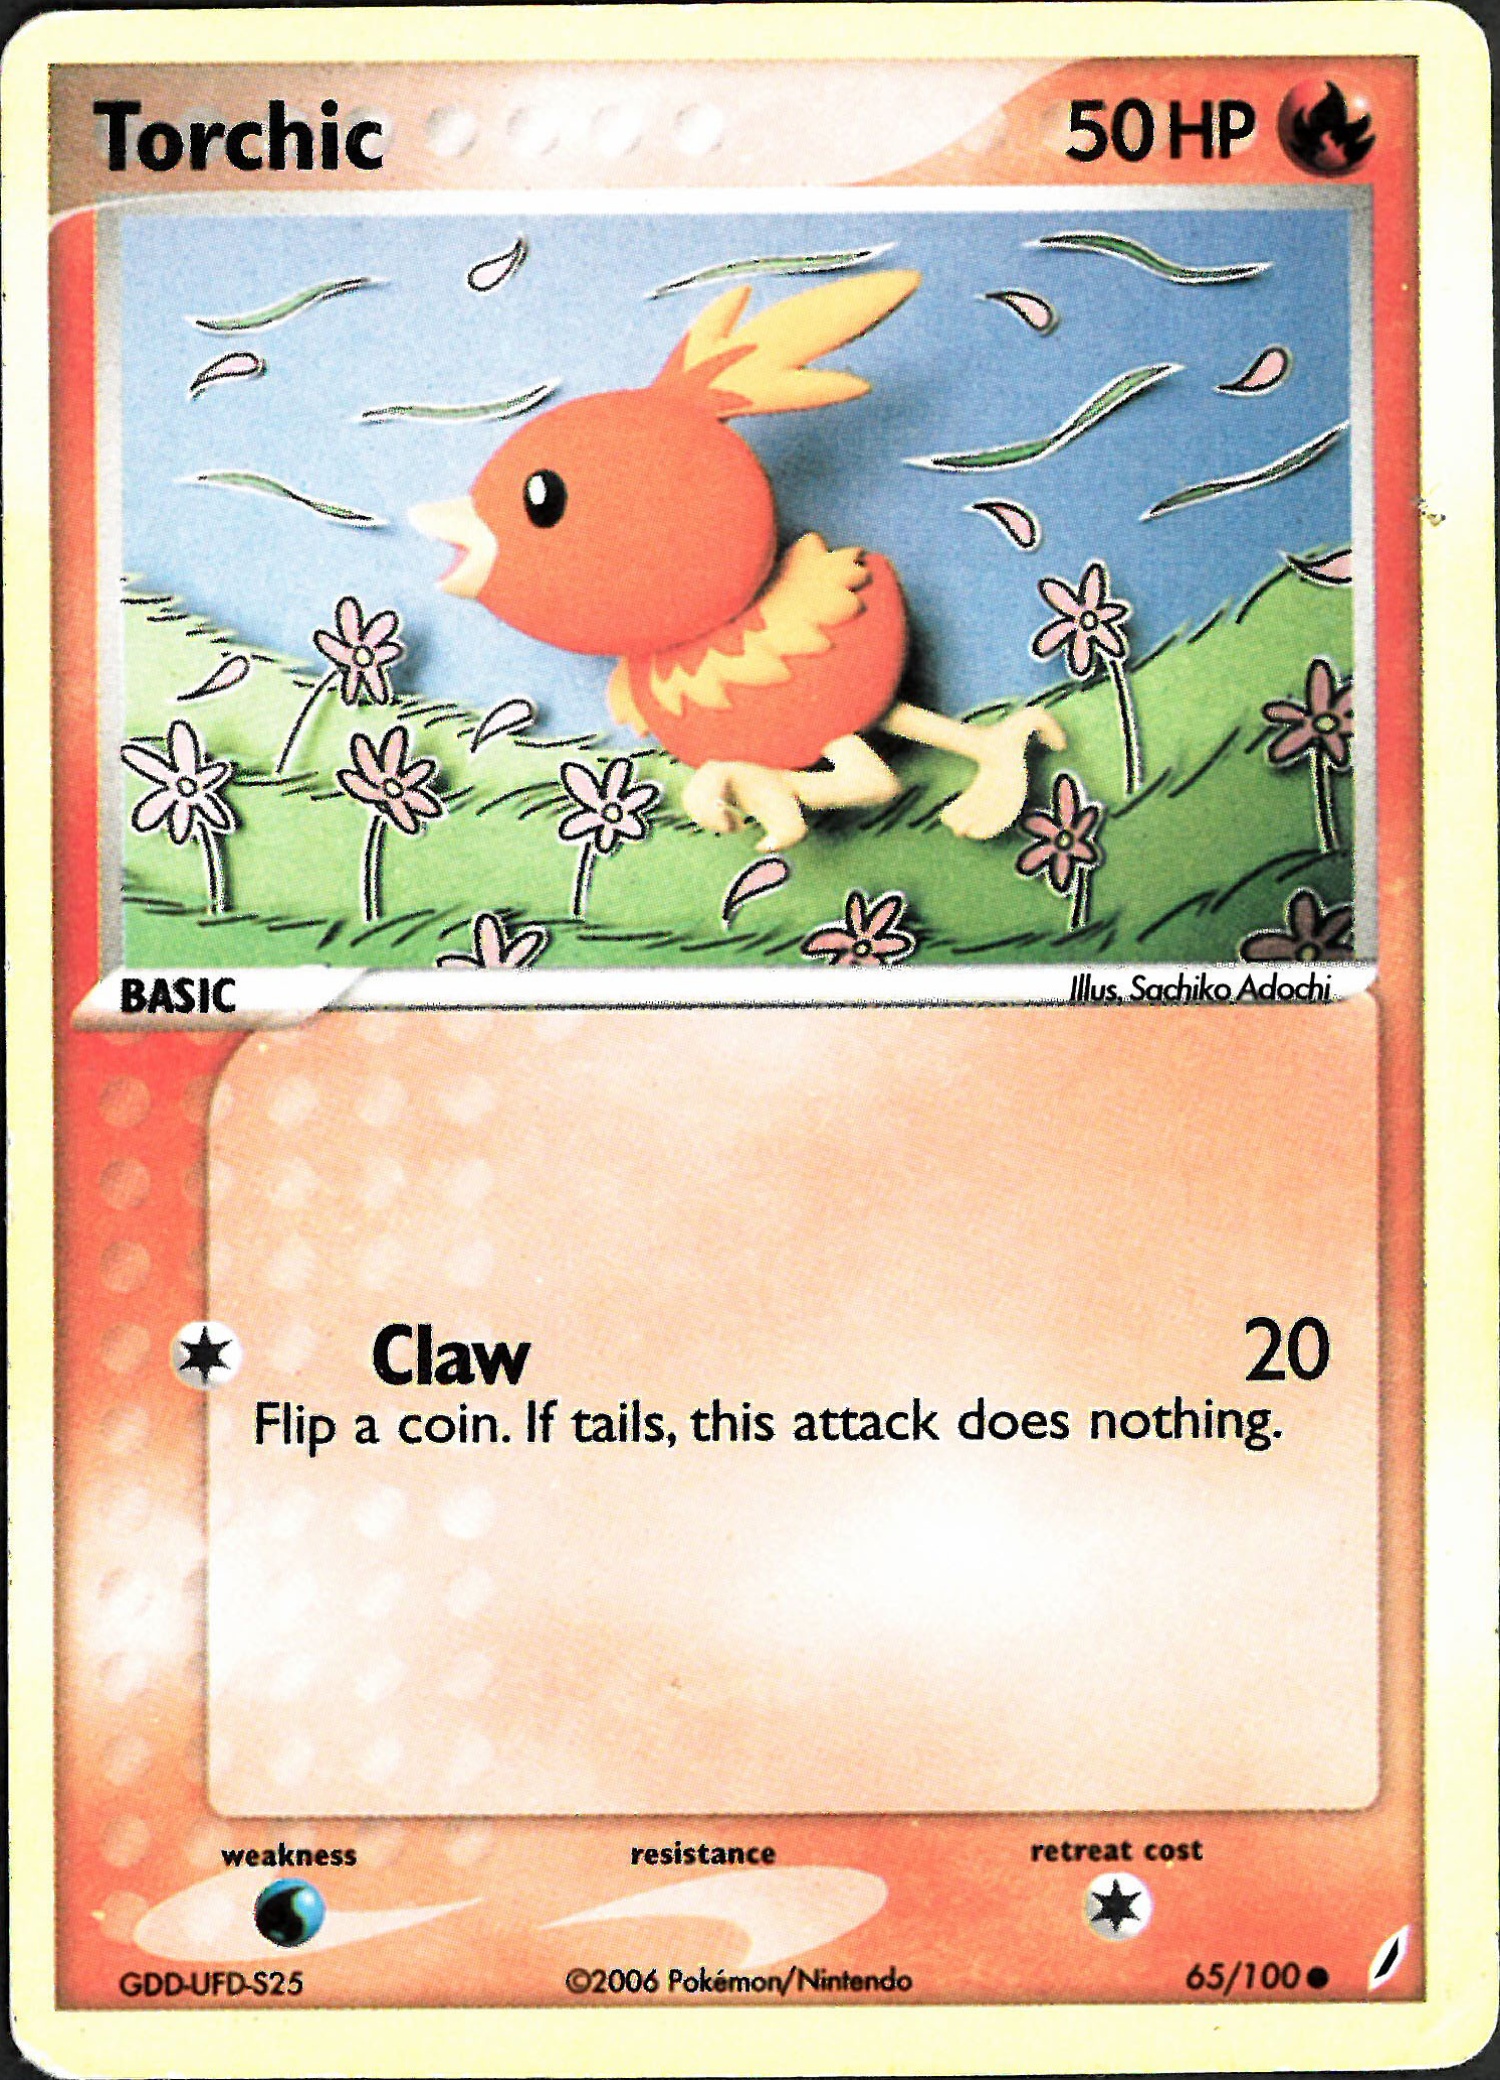 Torchic 50 HP
BASIC
Illus. Sachiko Adochi
Claw 20
Flip a coin. If tails, this attack does nothing.
weakness resistance retreat cost
GDD-UFD-S25 ©2006 Pokémon/Nintendo 65/100